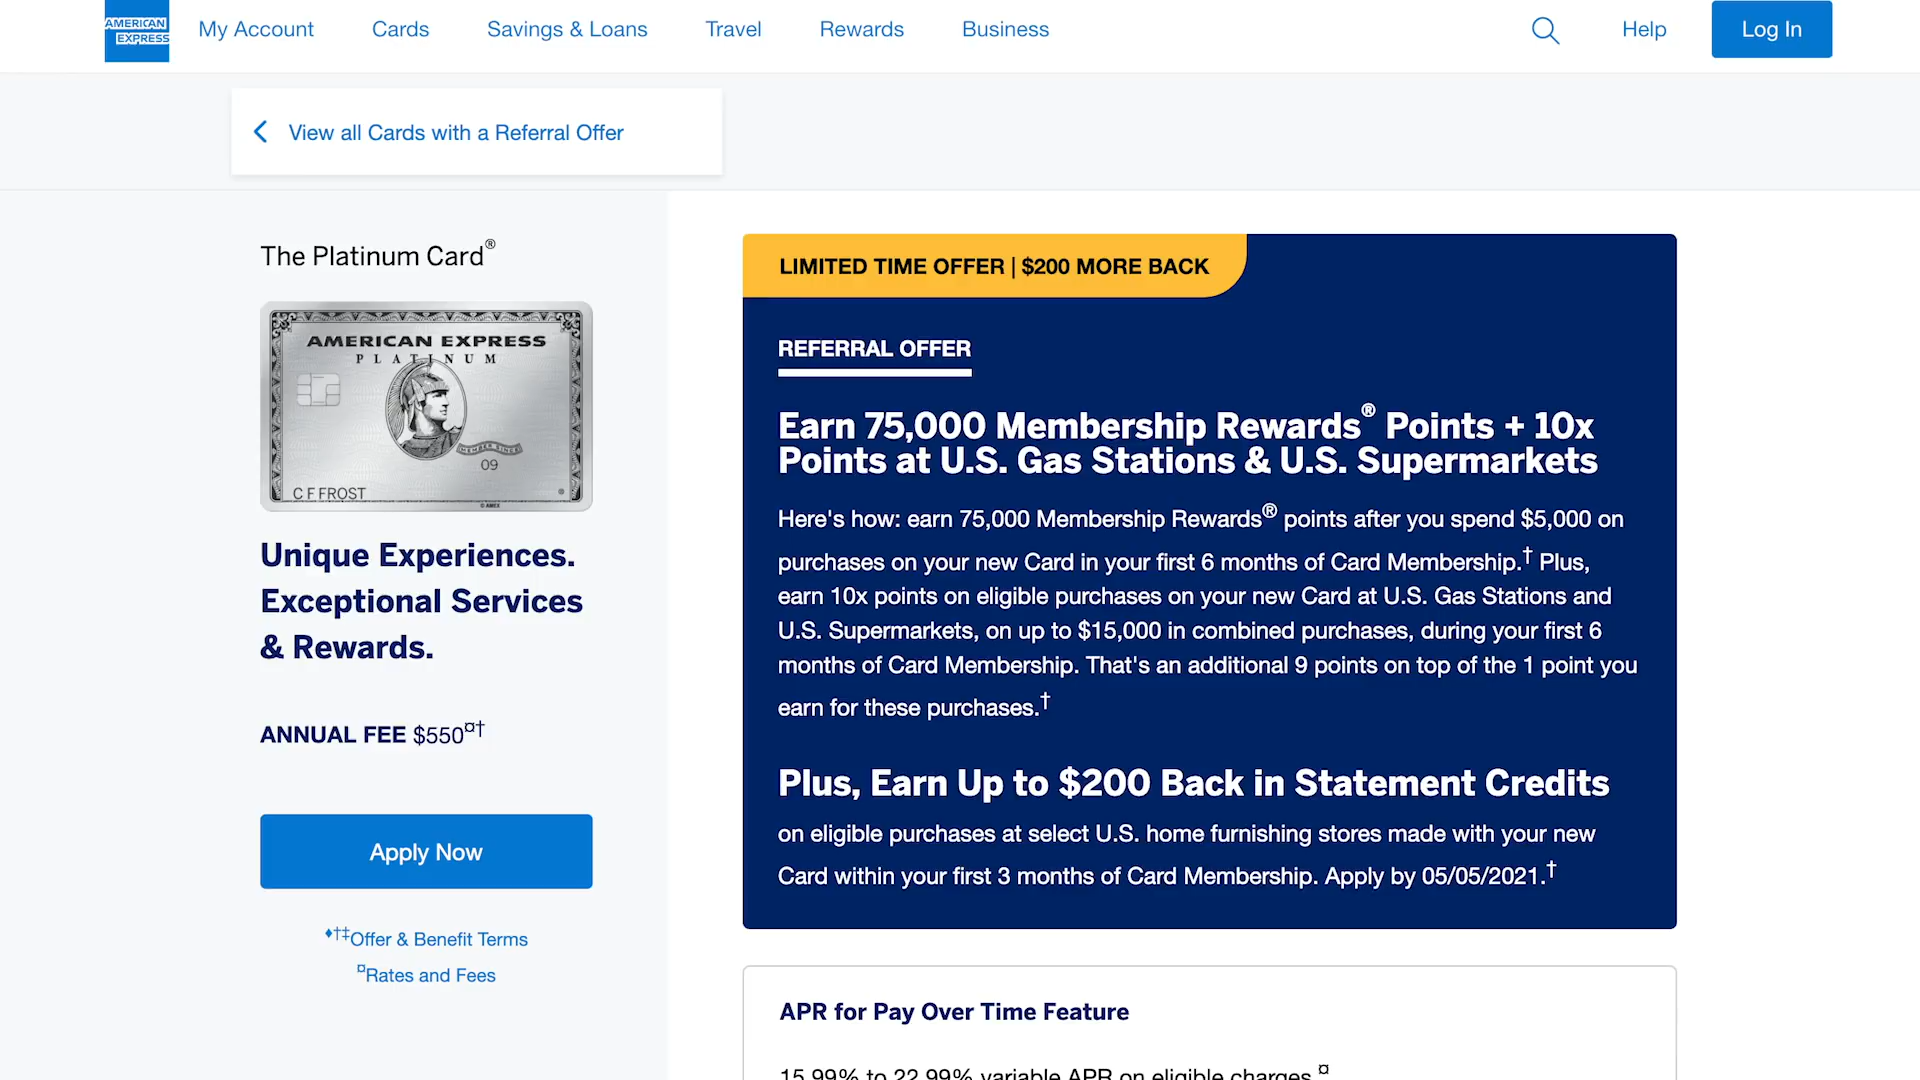 AMERICAN
EXPRESS
My Account
Cards
Savings & Loans
Travel
Rewards
Business
Help
Log In
View all Cards with a Referral Offer
The Platinum Card®
AMERICAN EXPRESS
PLATINUM
MEMBER SINCE
09
C F FROST
© AMEX
Unique Experiences.
Exceptional Services
& Rewards.
ANNUAL FEE $550¤†
Apply Now
♦†‡Offer & Benefit Terms
¤Rates and Fees
LIMITED TIME OFFER | $200 MORE BACK
REFERRAL OFFER
Earn 75,000 Membership Rewards® Points + 10x
Points at U.S. Gas Stations & U.S. Supermarkets
Here's how: earn 75,000 Membership Rewards® points after you spend $5,000 on
purchases on your new Card in your first 6 months of Card Membership.† Plus,
earn 10x points on eligible purchases on your new Card at U.S. Gas Stations and
U.S. Supermarkets, on up to $15,000 in combined purchases, during your first 6
months of Card Membership. That's an additional 9 points on top of the 1 point you
earn for these purchases.†
Plus, Earn Up to $200 Back in Statement Credits
on eligible purchases at select U.S. home furnishing stores made with your new
Card within your first 3 months of Card Membership. Apply by 05/05/2021.†
APR for Pay Over Time Feature
15.99% to 22.99% variable APR on eligible charges.¤